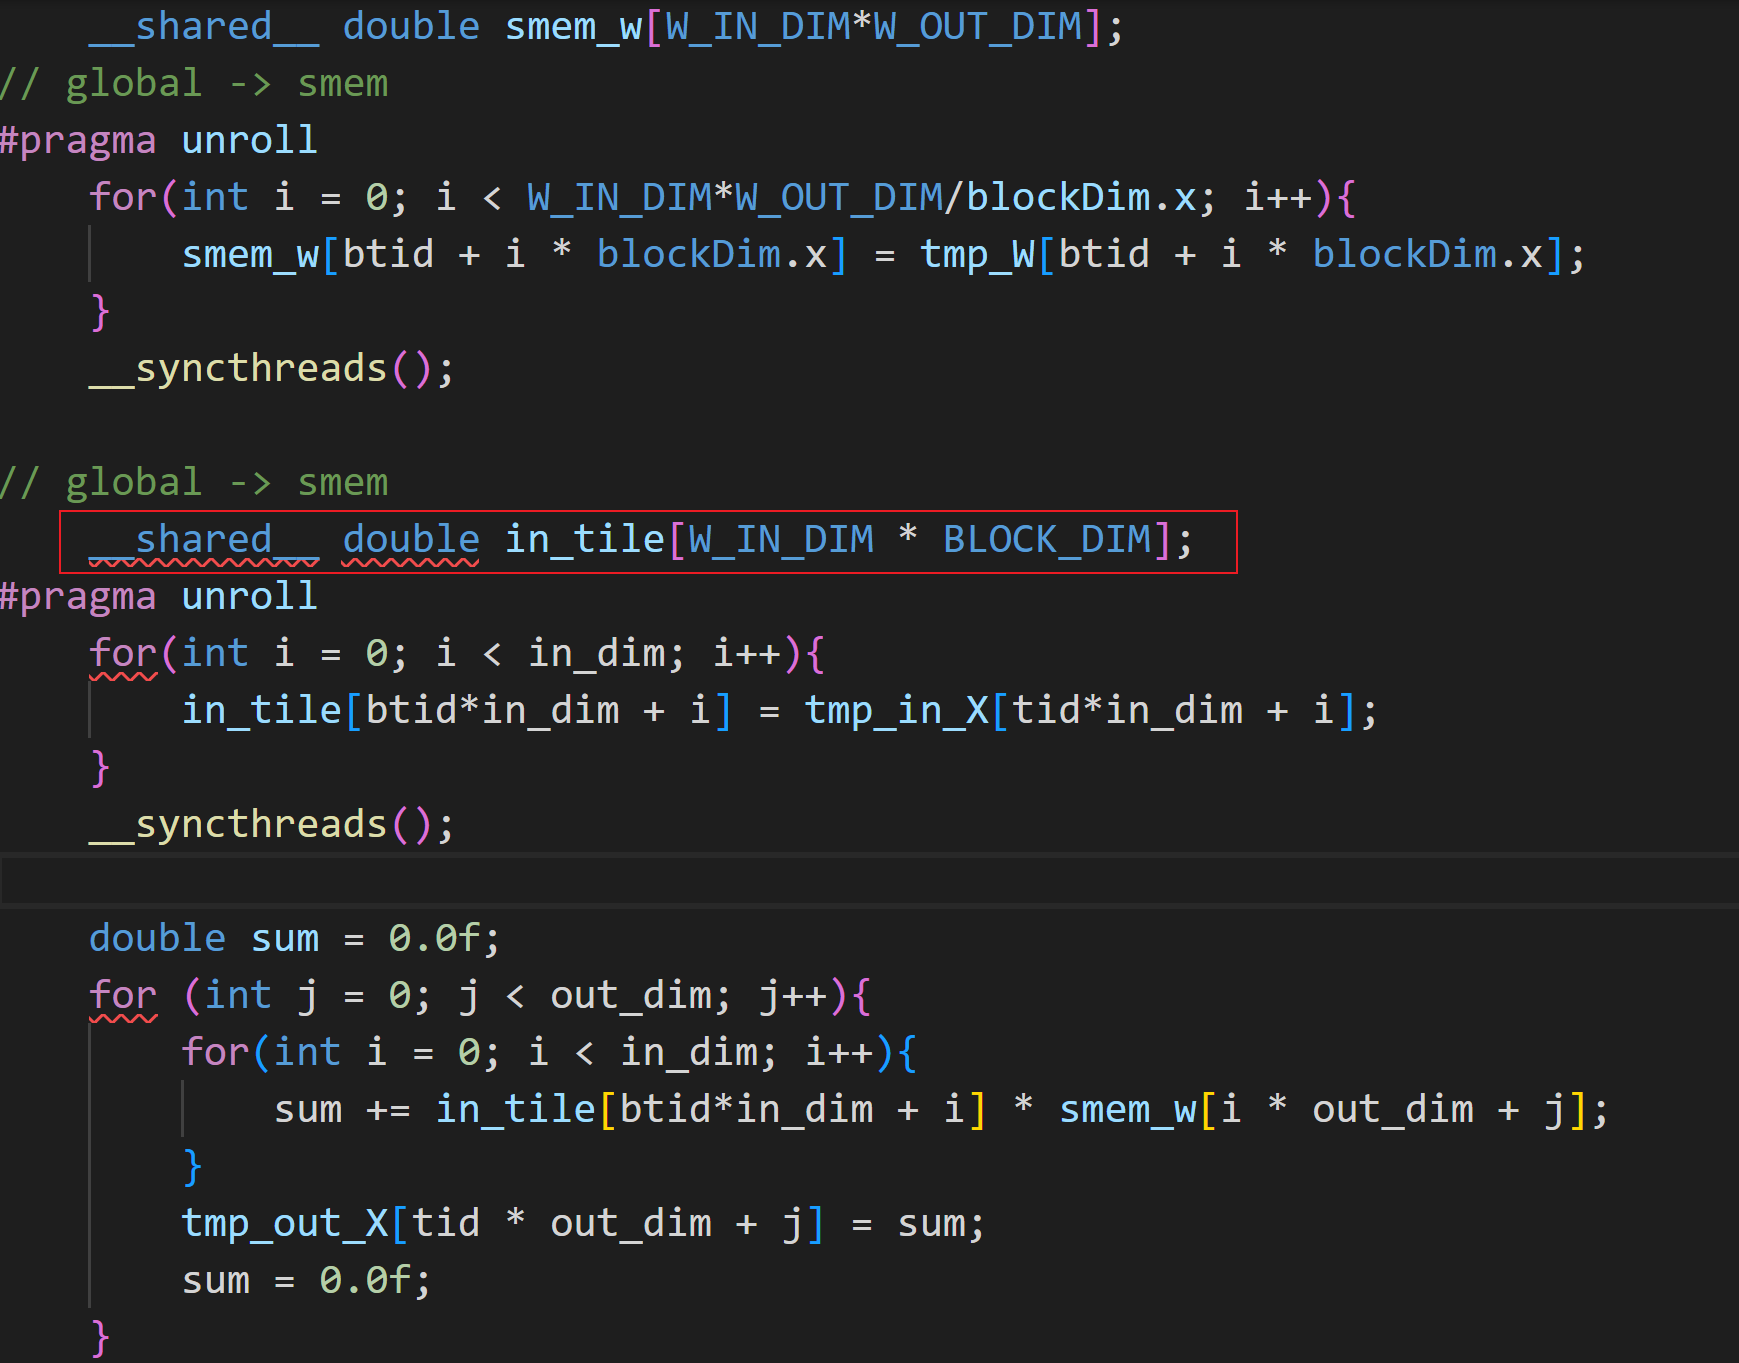 __shared__ double smem_w[W_IN_DIM*W_OUT_DIM];
// global -> smem
#pragma unroll
for(int i = 0; i < W_IN_DIM*W_OUT_DIM/blockDim.x; i++){
smem_w[btid + i * blockDim.x] = tmp_W[btid + i * blockDim.x];
}
__syncthreads();
// global -> smem
__shared__ double in_tile[W_IN_DIM * BLOCK_DIM];
#pragma unroll
for(int i = 0; i < in_dim; i++){
in_tile[btid*in_dim + i] = tmp_in_X[tid*in_dim + i];
}
__syncthreads();
double sum = 0.0f;
for (int j = 0; j < out_dim; j++){
for(int i = 0; i < in_dim; i++){
sum += in_tile[btid*in_dim + i] * smem_w[i * out_dim + j];
}
tmp_out_X[tid * out_dim + j] = sum;
sum = 0.0f;
}